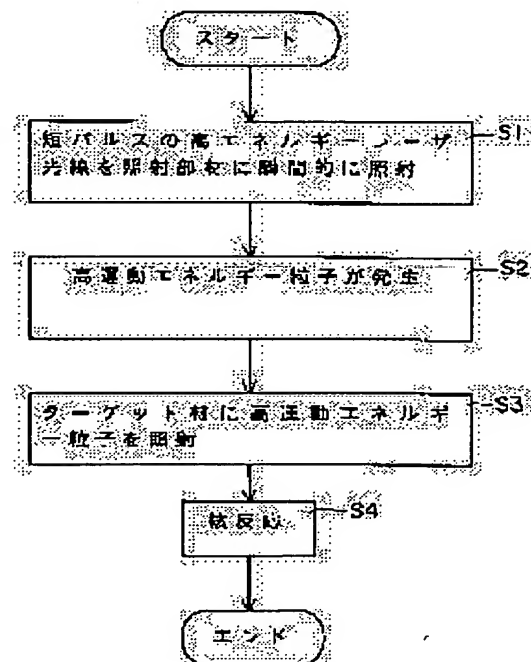 スタート
短パルスの高エネルギーレーザ
光線を照射部材に瞬間的に照射
S1
高運動エネルギー粒子が発生
S2
ターゲット材に高運動エネルギ
ー粒子を照射
S3
核反応
S4
エンド